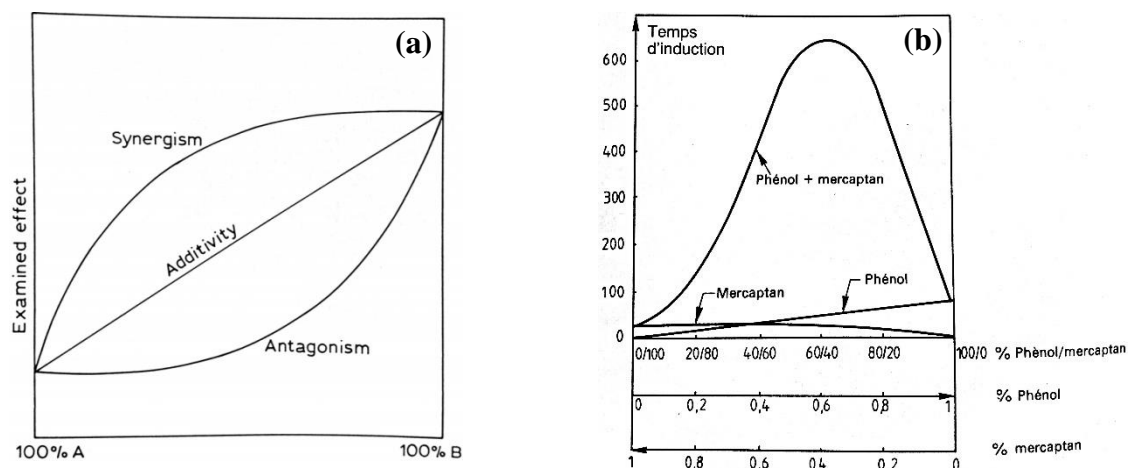 (a)
Synergism
Additivity
Antagonism
Examined effect
100% A
100% B
(b)
Temps
d'induction
600
500
400
300
200
100
0
Phénol + mercaptan
Mercaptan
Phénol
0/100 20/80 40/60 60/40 80/20 100/0 % Phènol/mercaptan
0 0,2 0,4 0,6 0,8 1 % Phénol
% mercaptan
1 0,8 0,6 0,4 0,2 0